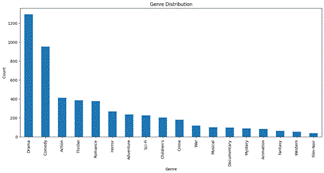 Genre Distribution
1200
1000
800
600
400
200
0
Count
Drama
Comedy
Action
Thriller
Romance
Horror
Adventure
Sci-Fi
Children's
Crime
War
Musical
Documentary
Mystery
Animation
Fantasy
Western
Film-Noir
Genre